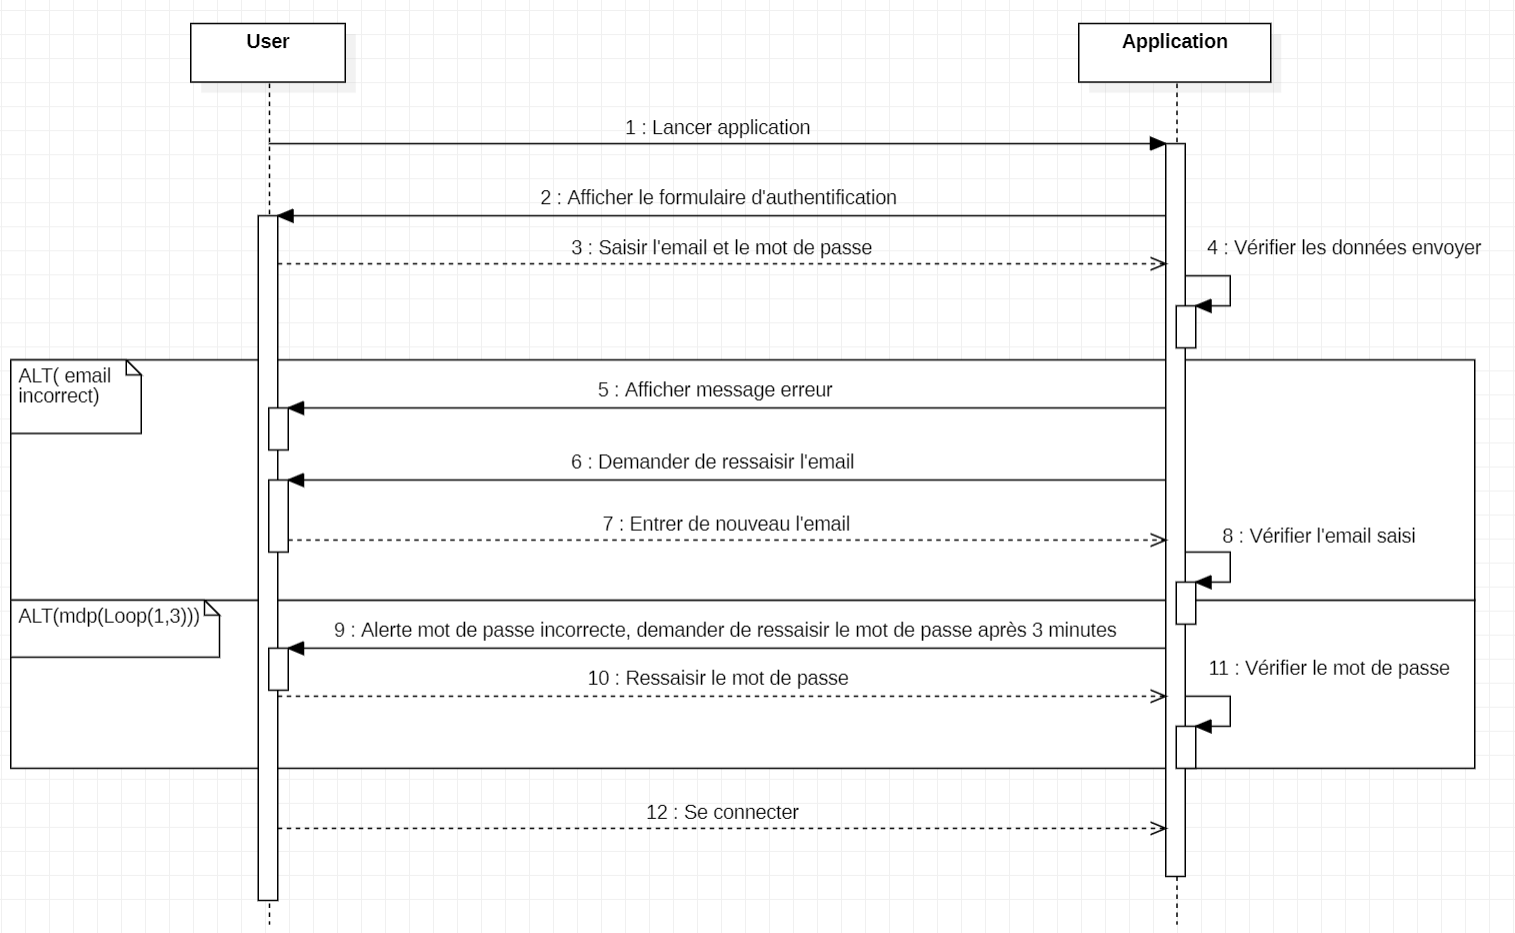 User
Application
1 : Lancer application
2 : Afficher le formulaire d'authentification
3 : Saisir l'email et le mot de passe
4 : Vérifier les données envoyer
ALT( email
incorrect)
5 : Afficher message erreur
6 : Demander de ressaisir l'email
7 : Entrer de nouveau l'email
8 : Vérifier l'email saisi
ALT(mdp(Loop(1,3)))
9 : Alerte mot de passe incorrecte, demander de ressaisir le mot de passe après 3 minutes
10 : Ressaisir le mot de passe
11 : Vérifier le mot de passe
12 : Se connecter